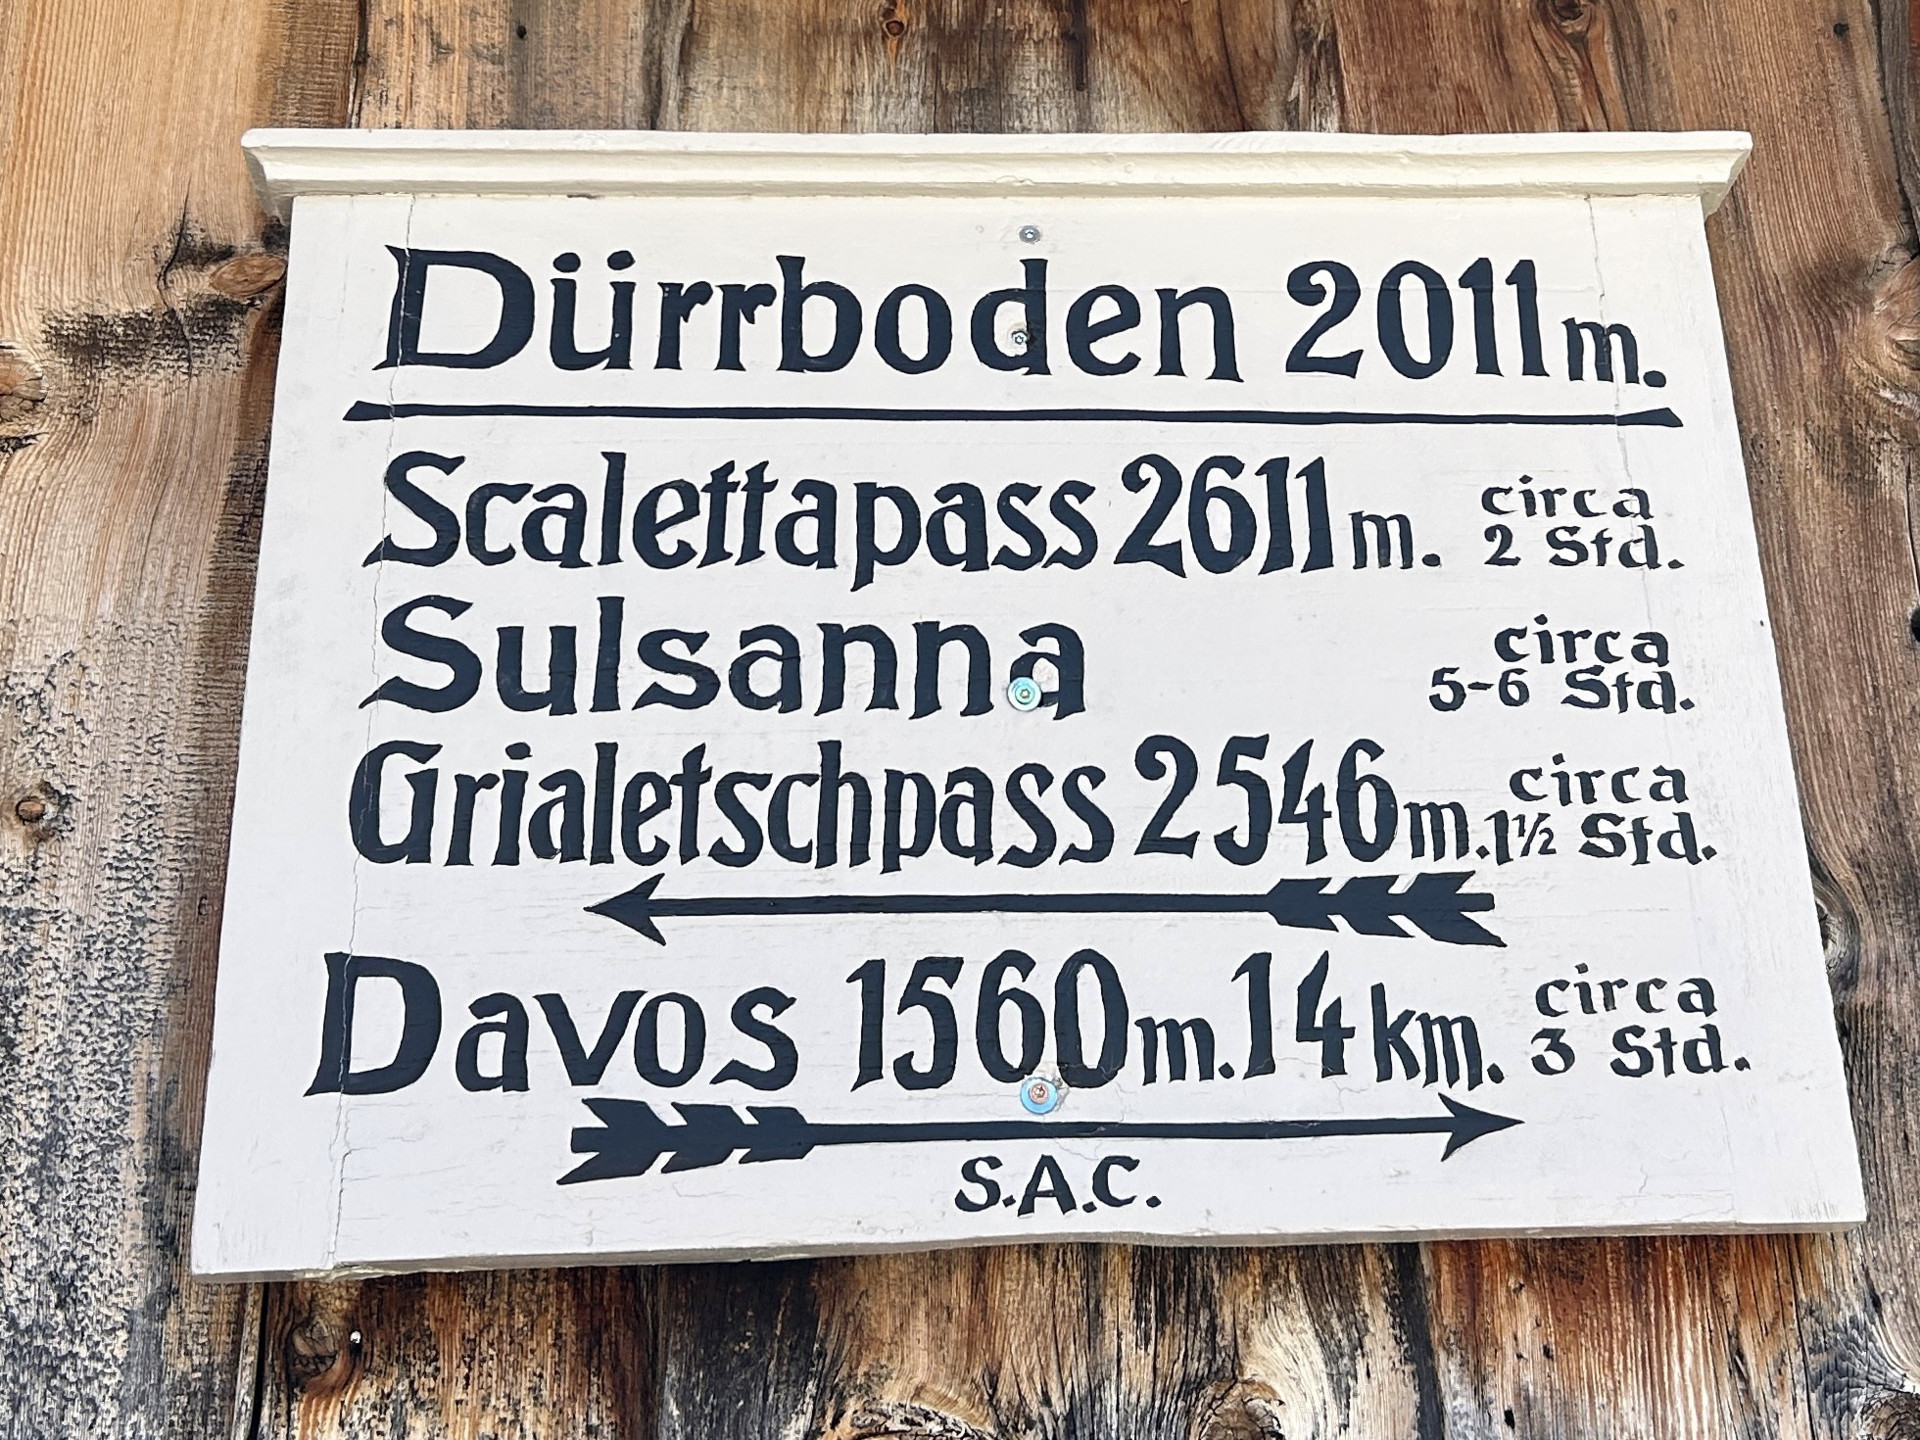 Dürrboden 2011 m.
Scalettapass 2611 m. circa 2 Std.
Sulsanna circa 5-6 Std.
Grialetschpass 2546 m. circa 1½ Std.
Davos 1560 m. 14 km. circa 3 Std.
S.A.C.